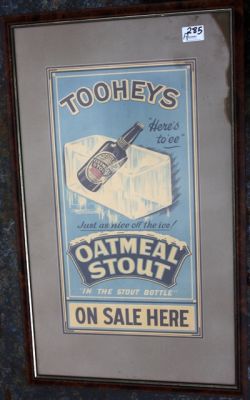 285
TOOHEYS
"Here's
to 'ee"
Just as nice off the ice!
OATMEAL
STOUT
"IN THE STOUT BOTTLE"
ON SALE HERE